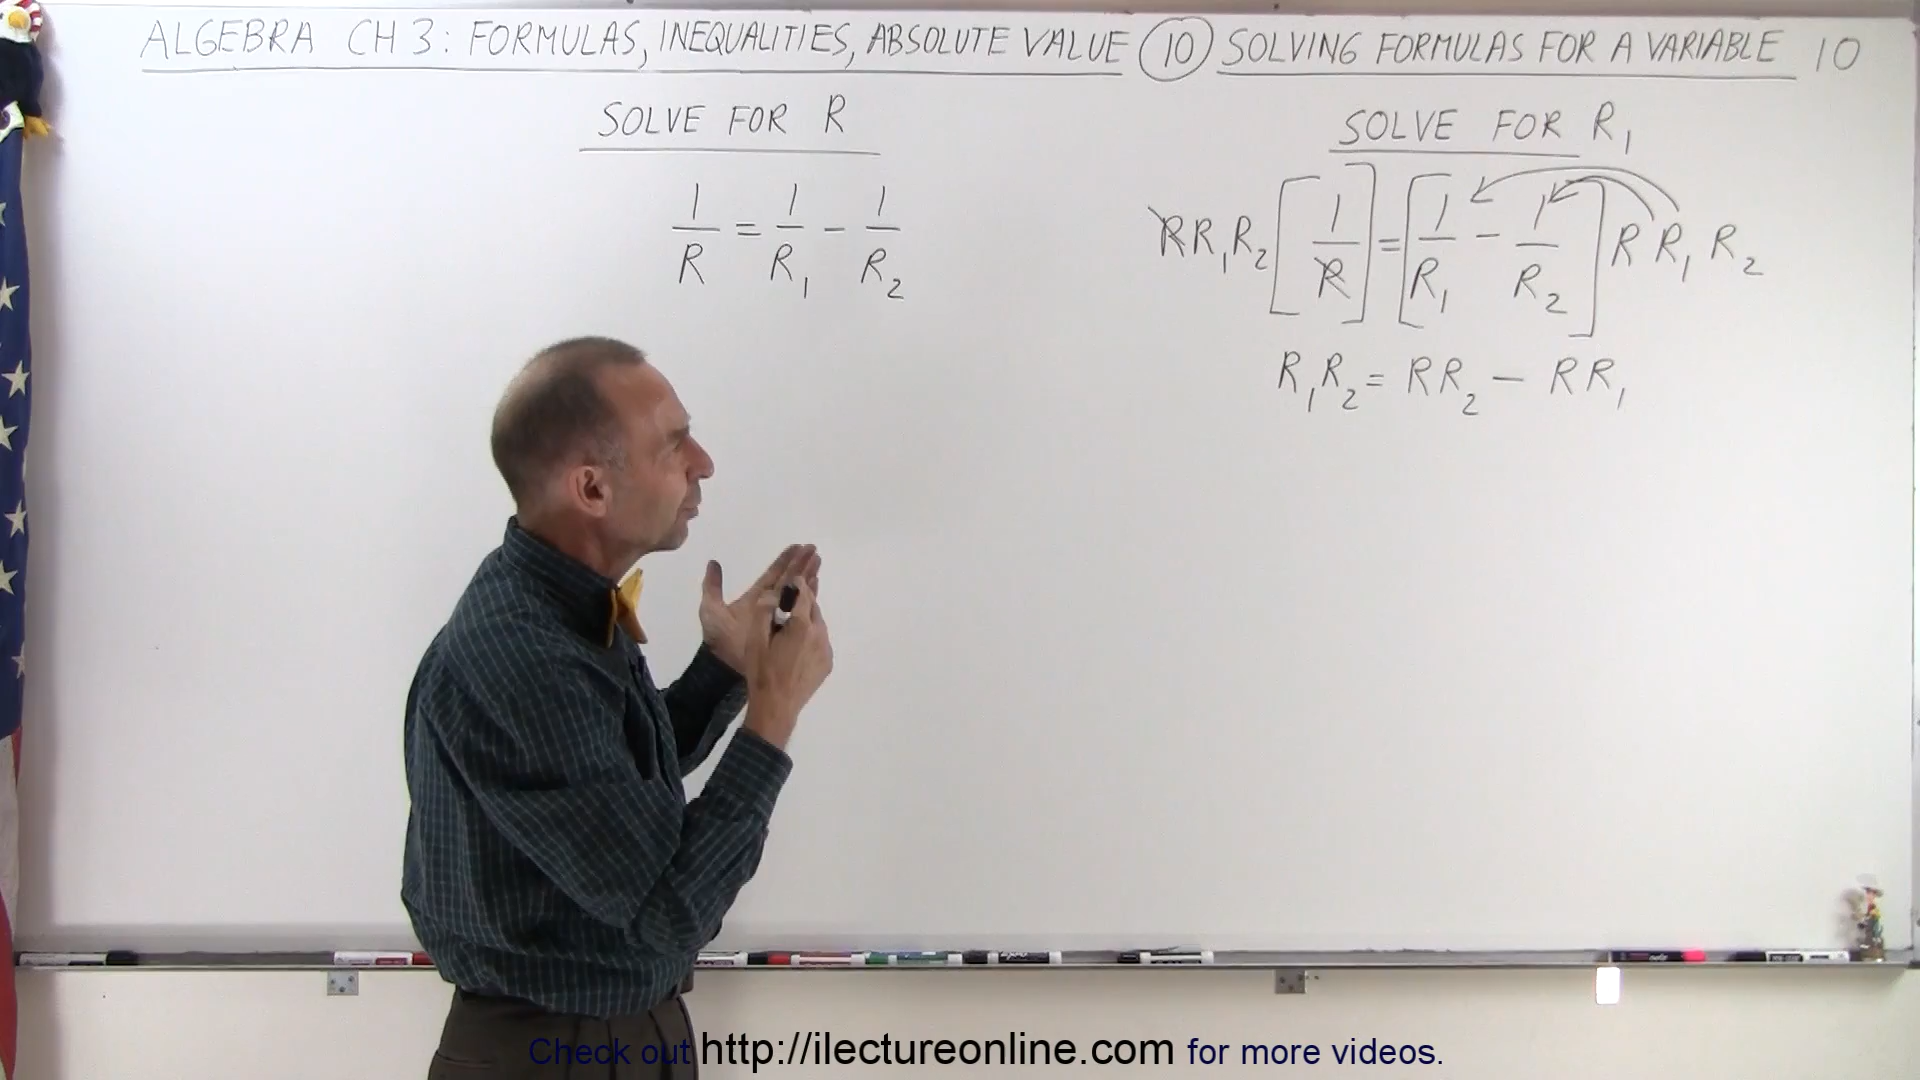 ALGEBRA CH 3: FORMULAS, INEQUALITIES, ABSOLUTE VALUE (10) SOLVING FORMULAS FOR A VARIABLE 10
SOLVE FOR R
1/R = 1/R₁ - 1/R₂
SOLVE FOR R₁
RR₁R₂[1/R] = [1/R₁ - 1/R₂] R R₁ R₂
R₁R₂ = RR₂ - RR₁
Check out http://ilectureonline.com for more videos.